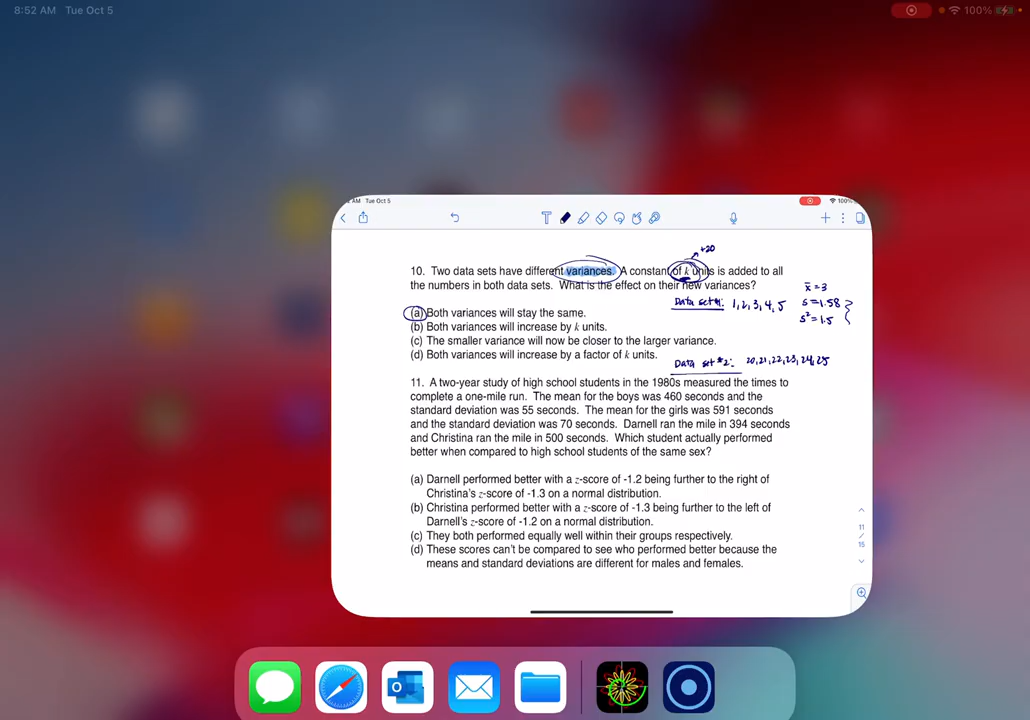 8:52 AM Tue Oct 5
100%
AM Tue Oct 5
100%
T
+20
10. Two data sets have different variances. A constant of k units is added to all
the numbers in both data sets. What is the effect on their new variances?
x̄ = 3
Data set #1: 1, 2, 3, 4, 5
s = 1.58
s² = 1.5
(a) Both variances will stay the same.
(b) Both variances will increase by k units.
(c) The smaller variance will now be closer to the larger variance.
(d) Both variances will increase by a factor of k units.
Data set #2: 20, 21, 22, 23, 24, 25
11. A two-year study of high school students in the 1980s measured the times to
complete a one-mile run. The mean for the boys was 460 seconds and the
standard deviation was 55 seconds. The mean for the girls was 591 seconds
and the standard deviation was 70 seconds. Darnell ran the mile in 394 seconds
and Christina ran the mile in 500 seconds. Which student actually performed
better when compared to high school students of the same sex?
(a) Darnell performed better with a z-score of -1.2 being further to the right of
Christina's z-score of -1.3 on a normal distribution.
(b) Christina performed better with a z-score of -1.3 being further to the left of
Darnell's z-score of -1.2 on a normal distribution.
(c) They both performed equally well within their groups respectively.
(d) These scores can't be compared to see who performed better because the
means and standard deviations are different for males and females.
11
/
15